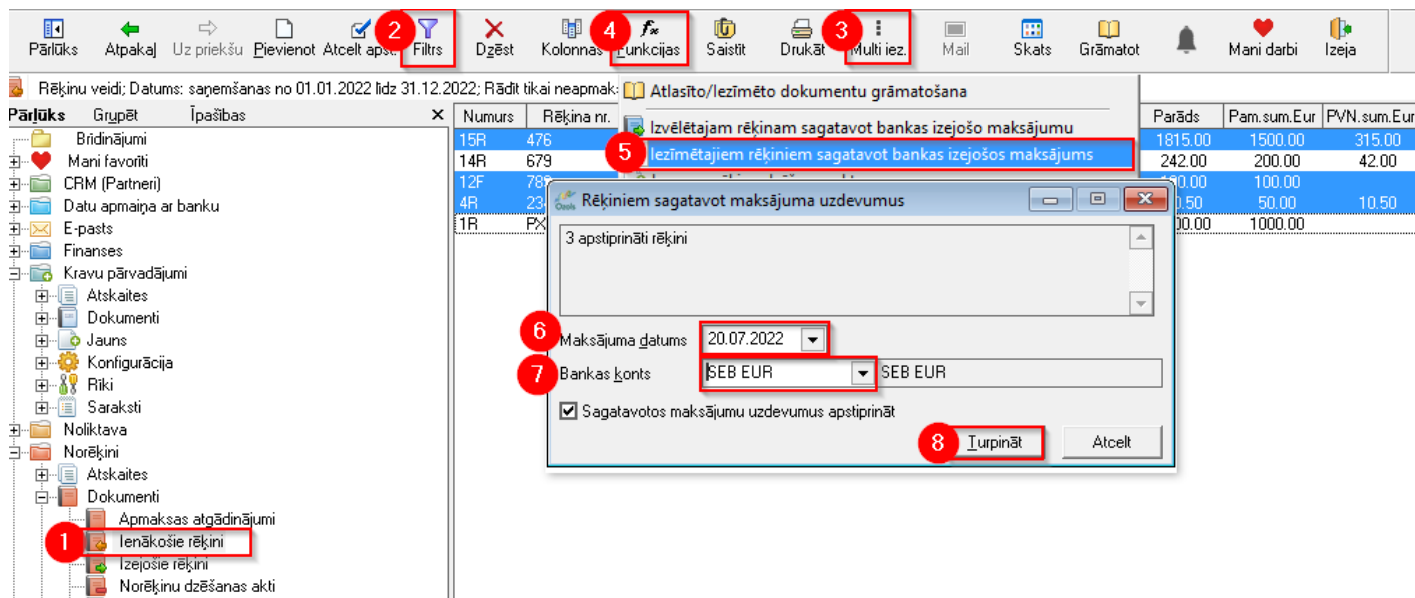 Pārlūks Atpakaļ Uz priekšu Pievienot Atcelt apst. 2 Filtrs Dzēst Kolonnas 4 Funkcijas Saistīt Drukāt 3 Multi iez. Mail Skats Grāmatot Mani darbi Izeja
Rēķinu veidi; Datums: saņemšanas no 01.01.2022 līdz 31.12.2022; Rādīt tikai neapmak
Pārlūks Grupēt Īpašības
Brīdinājumi
Mani favorīti
CRM (Partneri)
Datu apmaiņa ar banku
E-pasts
Finanses
Kravu pārvadājumi
Atskaites
Dokumenti
Jauns
Konfigurācija
Rīki
Saraksti
Noliktava
Norēķini
Atskaites
Dokumenti
Apmaksas atgādinājumi
1 Ienākošie rēķini
Izejošie rēķini
Norēķinu dzēšanas akti
Atlasīto/Iezīmēto dokumentu grāmatošana
Izvēlētajam rēķinam sagatavot bankas izejošo maksājumu
5 Iezīmētajiem rēķiniem sagatavot bankas izejošos maksājums
Numurs Rēķina nr. Parāds Pam.sum.Eur PVN.sum.Eur
15R 476 1815.00 1500.00 315.00
14R 679 242.00 200.00 42.00
12F 100.00
4R 50.00 10.50
1R 1000.00
Rēķiniem sagatavot maksājuma uzdevumus
3 apstiprināti rēķini
6 Maksājuma datums 20.07.2022
7 Bankas konts SEB EUR SEB EUR
Sagatavotos maksājumu uzdevumus apstiprināt
8 Turpināt Atcelt